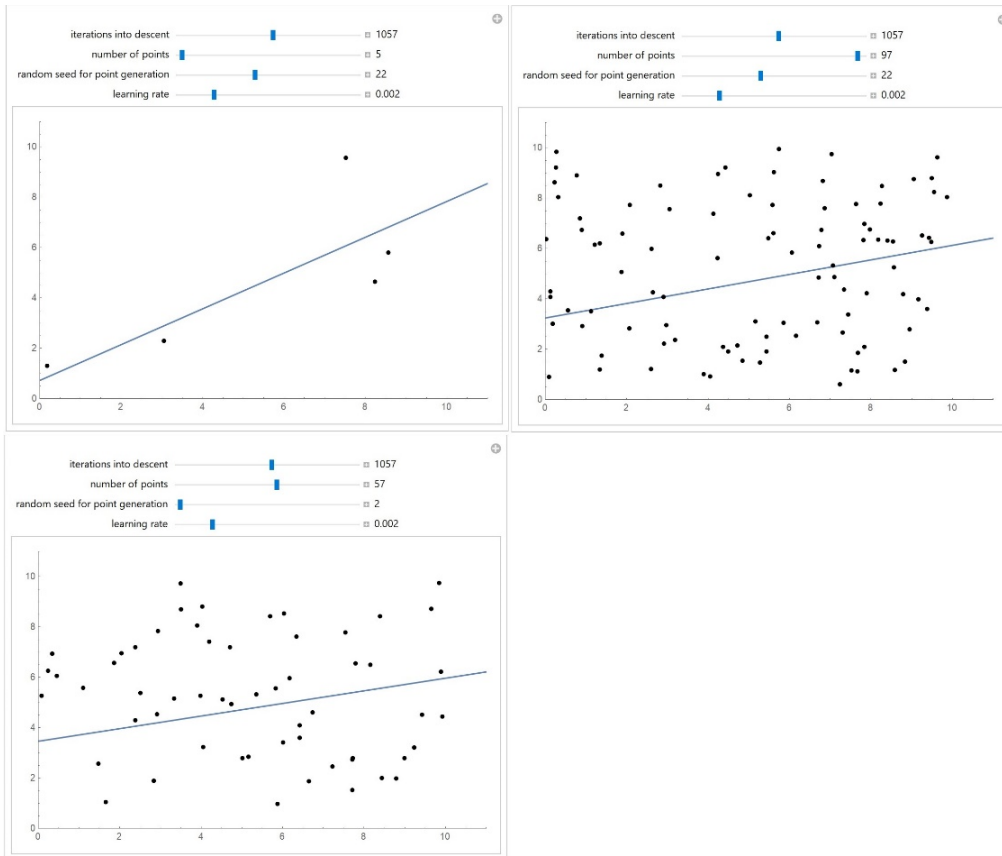 iterations into descent 1057
number of points 5
random seed for point generation 22
learning rate 0.002
10
8
6
4
2
0
0 2 4 6 8 10
iterations into descent 1057
number of points 97
random seed for point generation 22
learning rate 0.002
10
8
6
4
2
0
0 2 4 6 8 10
iterations into descent 1057
number of points 57
random seed for point generation 2
learning rate 0.002
10
8
6
4
2
0
0 2 4 6 8 10